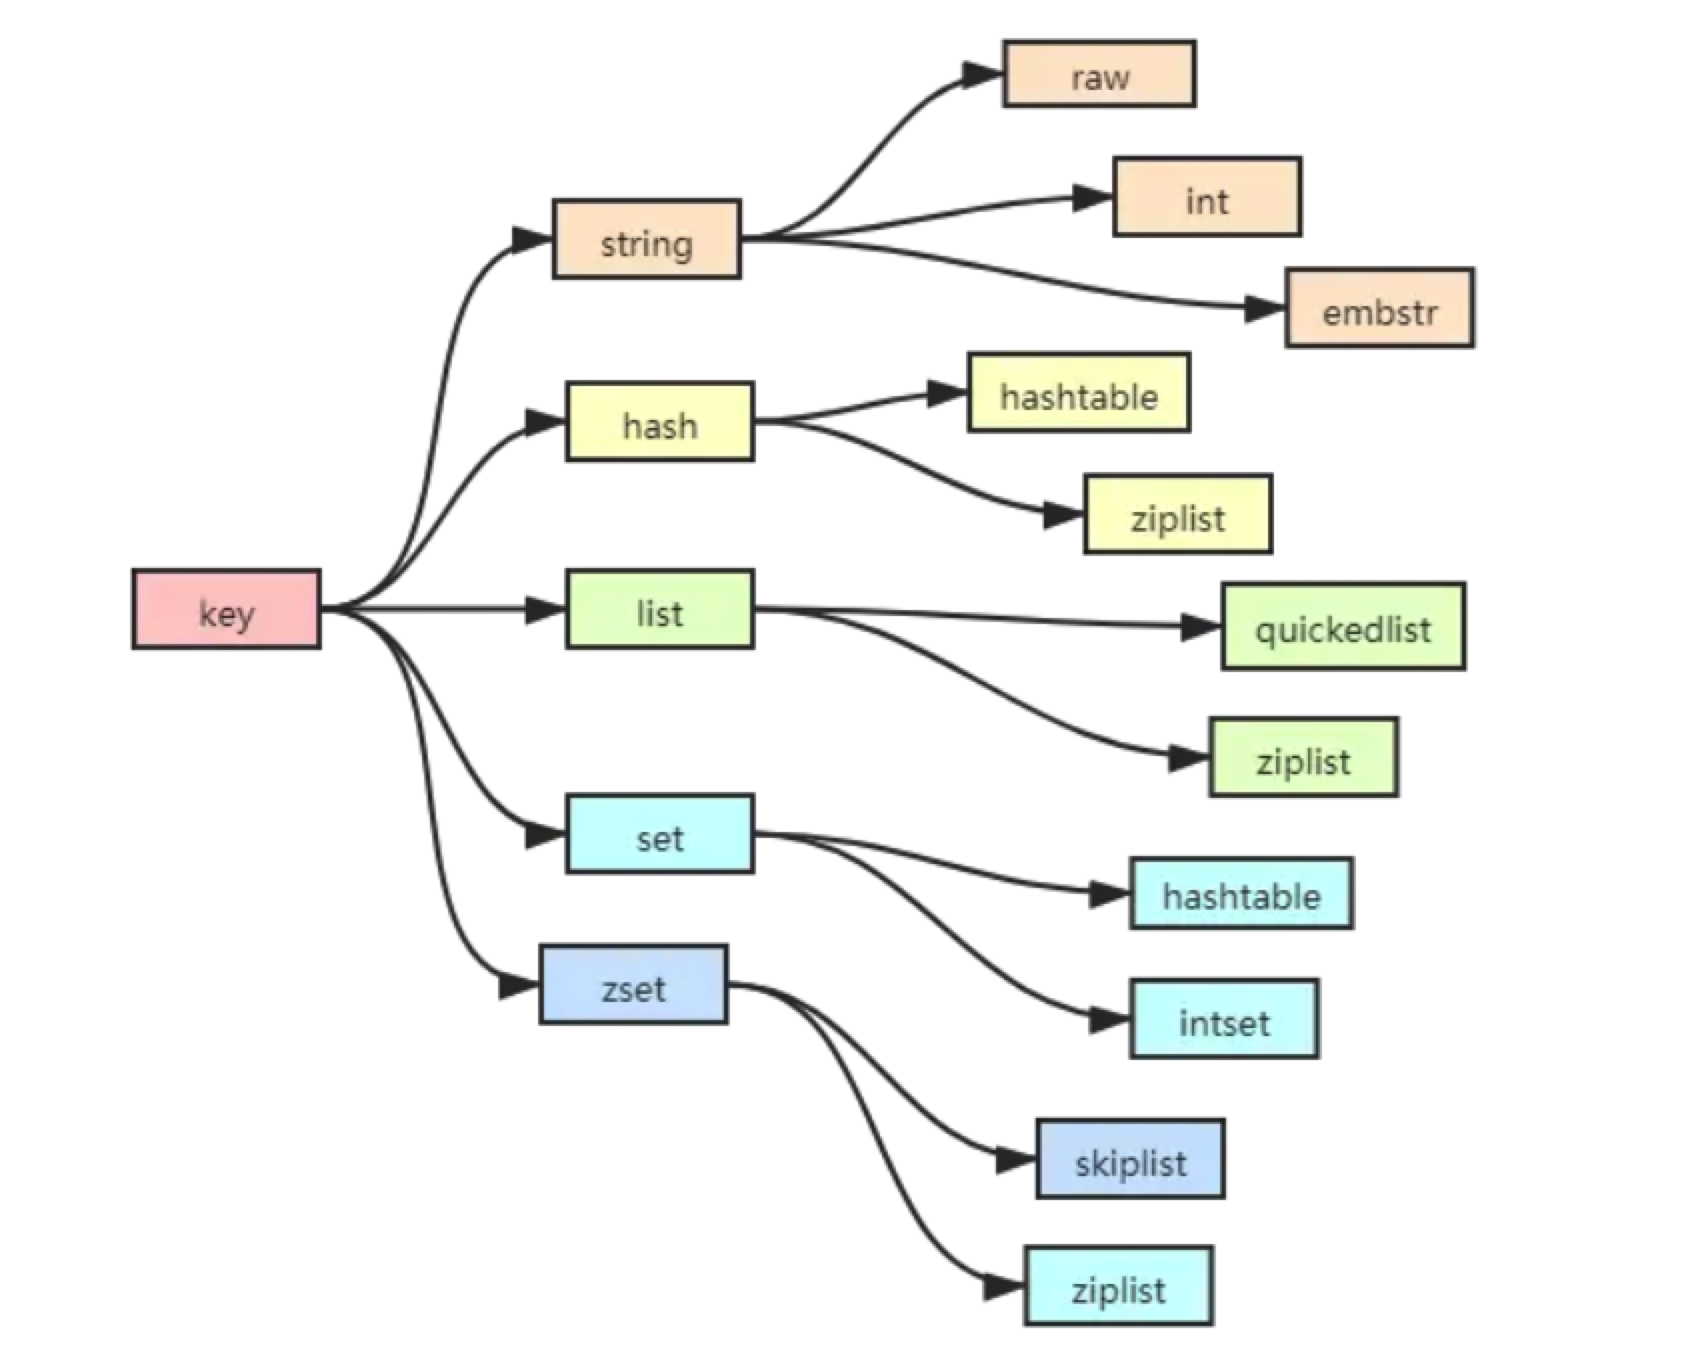 key
string
raw
int
embstr
hash
hashtable
ziplist
list
quickedlist
ziplist
set
hashtable
intset
zset
skiplist
ziplist